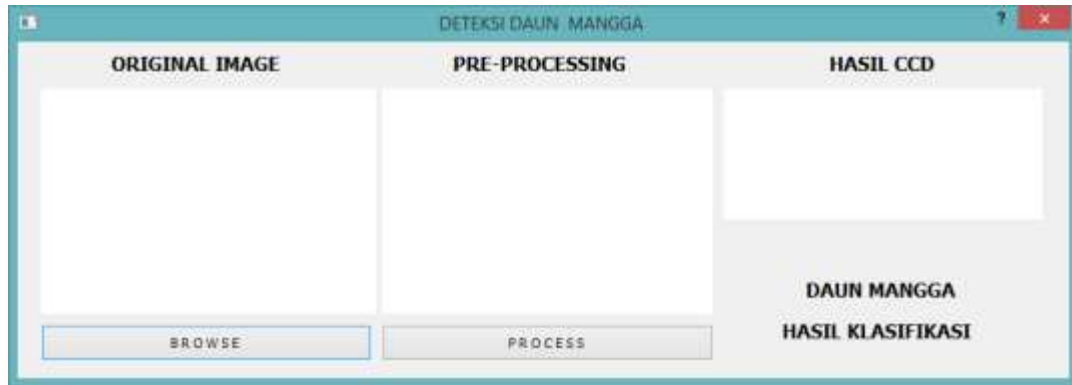 DETEKSI DAUN MANGGA
?
ORIGINAL IMAGE
PRE-PROCESSING
HASIL CCD
DAUN MANGGA
HASIL KLASIFIKASI
BROWSE
PROCESS